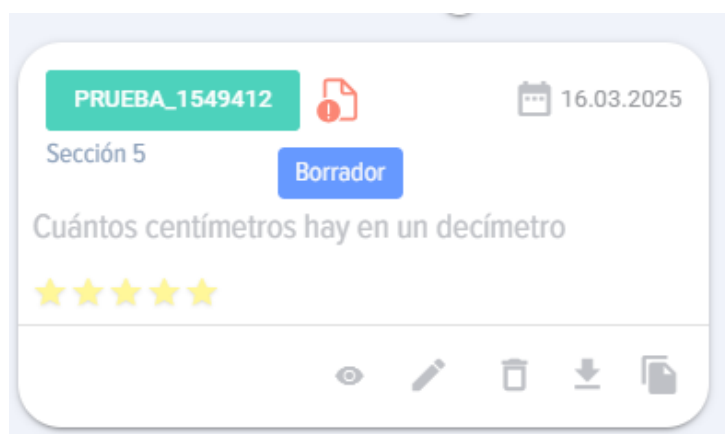 PRUEBA_1549412
16.03.2025
Sección 5
Borrador
Cuántos centímetros hay en un decímetro